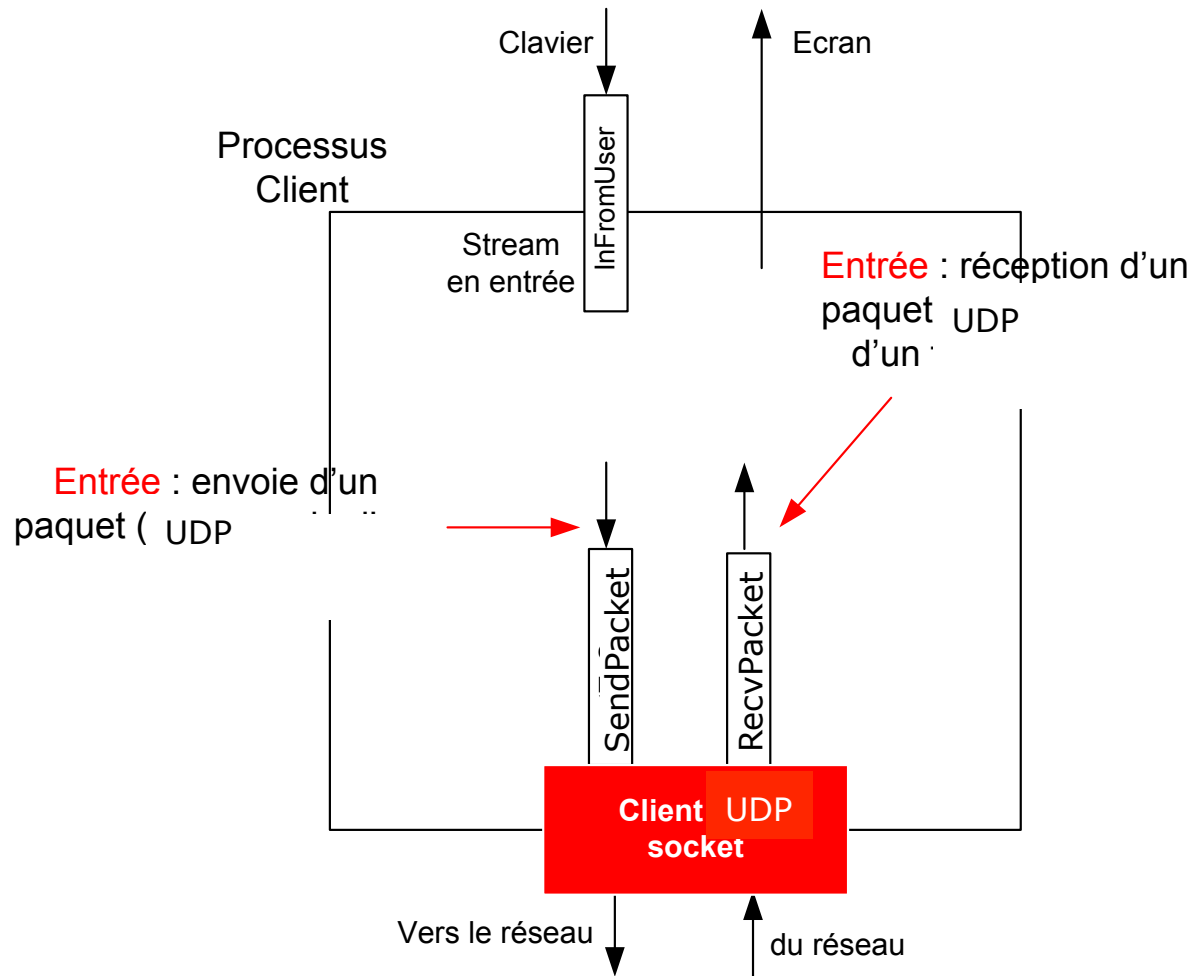 Clavier
Ecran
InFromUser
Processus
Client
Stream
en entrée
Entrée : réception d’un
paquet UDP
d’un
Entrée : envoie d’un
paquet ( UDP
SendPacket
RecvPacket
Client UDP
socket
Vers le réseau
du réseau